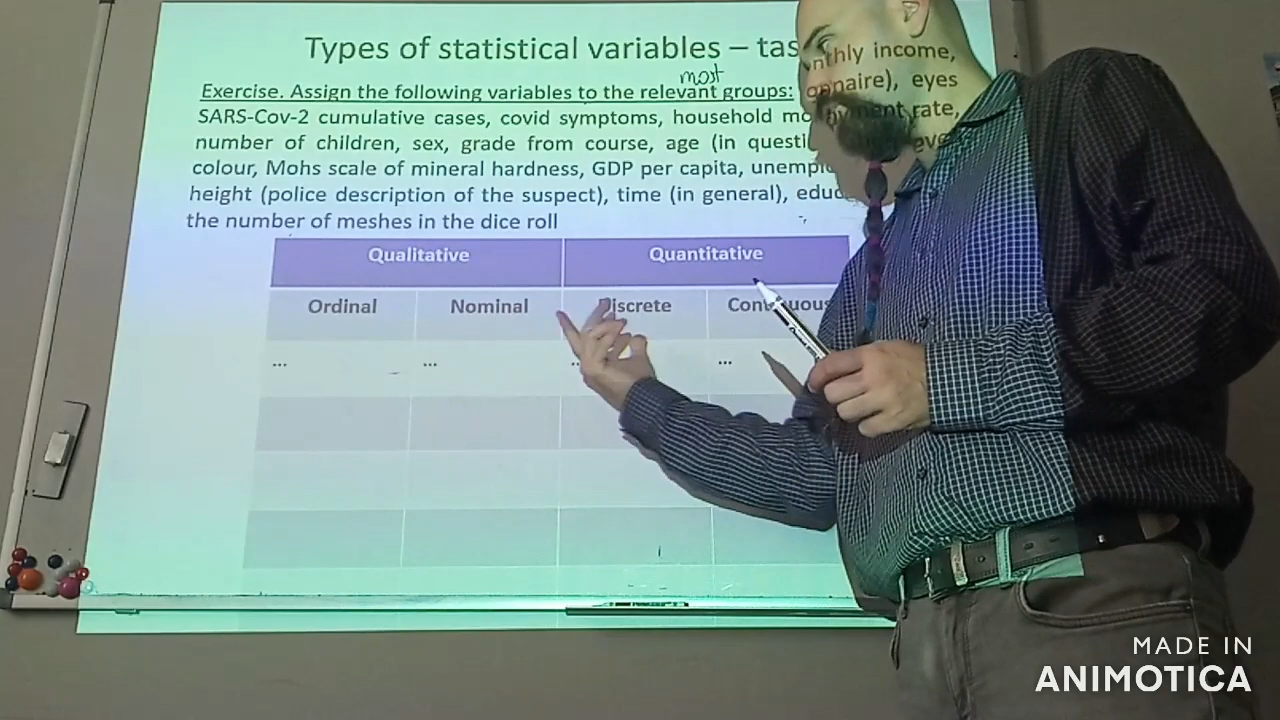 Types of statistical variables – tas
most
Exercise. Assign the following variables to the relevant groups:
SARS-Cov-2 cumulative cases, covid symptoms, household mo nthly income,
number of children, sex, grade from course, age (in questi onnaire), eyes
colour, Mohs scale of mineral hardness, GDP per capita, unemplo yment rate,
height (police description of the suspect), time (in general), educ
the number of meshes in the dice roll
Qualitative Quantitative
Ordinal Nominal Discrete Continuous
... ... ...
MADE IN
ANIMOTICA